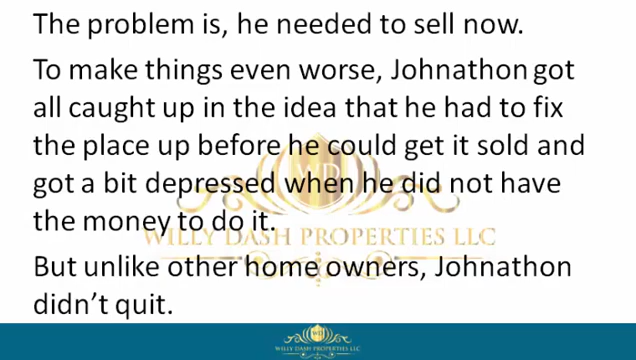 The problem is, he needed to sell now.
To make things even worse, Johnathon got
all caught up in the idea that he had to fix
the place up before he could get it sold and
got a bit depressed when he did not have
the money to do it.
WILLY DASH PROPERTIES LLC
But unlike other home owners, Johnathon
didn't quit.
WILLY DASH PROPERTIES LLC